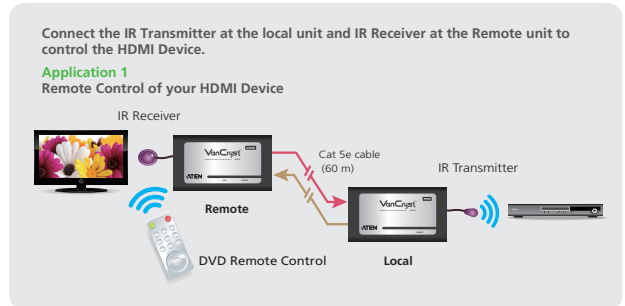 Connect the IR Transmitter at the local unit and IR Receiver at the Remote unit to
control the HDMI Device.
Application 1
Remote Control of your HDMI Device
IR Receiver
VanCryst
ATEN
Remote
Cat 5e cable
(60 m)
IR Transmitter
VanCryst
ATEN
DVD Remote Control
Local